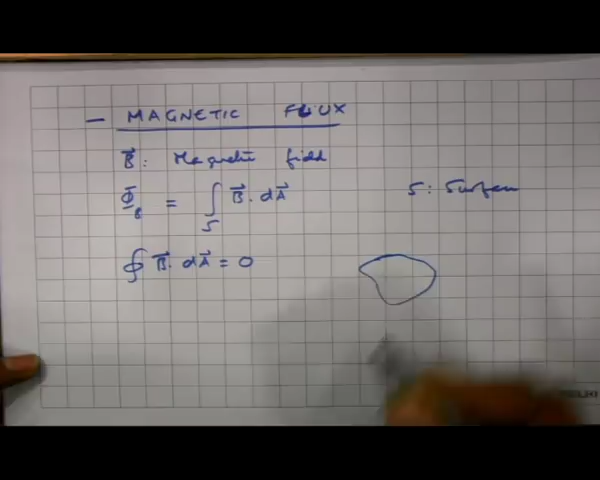 — MAGNETIC FLUX
B⃗ : Magnetic field
Φ_B = ∫_S B⃗ · dA⃗
S : Surface
∮ B⃗ · dA⃗ = 0